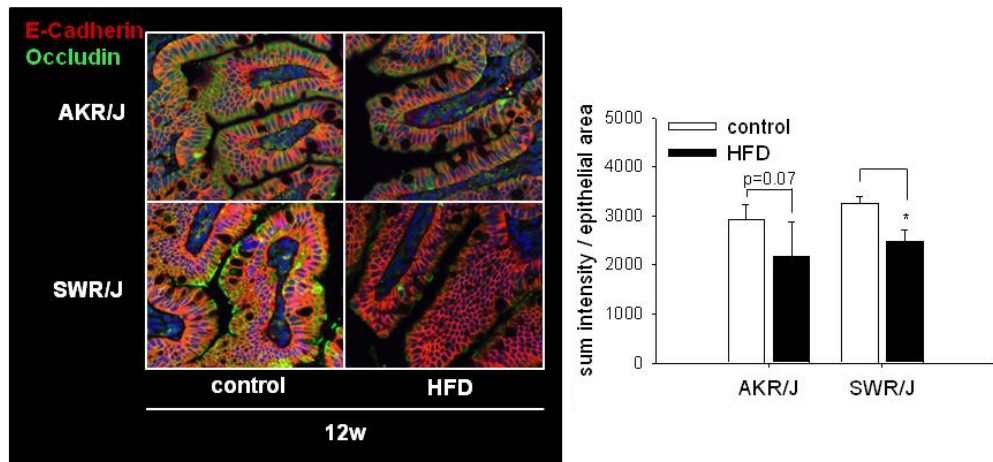 E-Cadherin
Occludin
AKR/J
SWR/J
control HFD
12w
sum intensity / epithelial area
5000
4000
3000
2000
1000
0
control
HFD
p=0.07
*
AKR/J SWR/J